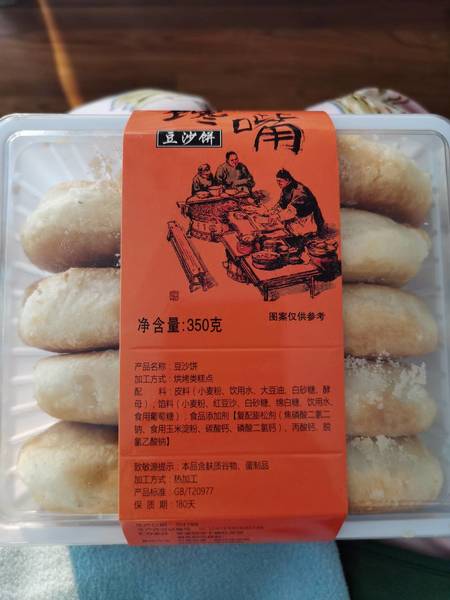 馋嘴
豆沙饼
图案仅供参考
净含量:350克
产品名称:豆沙饼
加工方式:烘烤类糕点
配 料:皮料(小麦粉、饮用水、大豆油、白砂糖、酵
母);馅料(小麦粉、红豆沙、白砂糖、绵白糖、饮用水、
食用葡萄糖);食品添加剂【复配膨松剂(焦磷酸二氢二
钠、食用玉米淀粉、碳酸钙、磷酸二氢钙)、丙酸钙、脱
氢乙酸钠】
致敏源提示:本品含麸质谷物、蛋制品
加工方式:热加工
产品标准:GB/T20977
保 质 期:180天